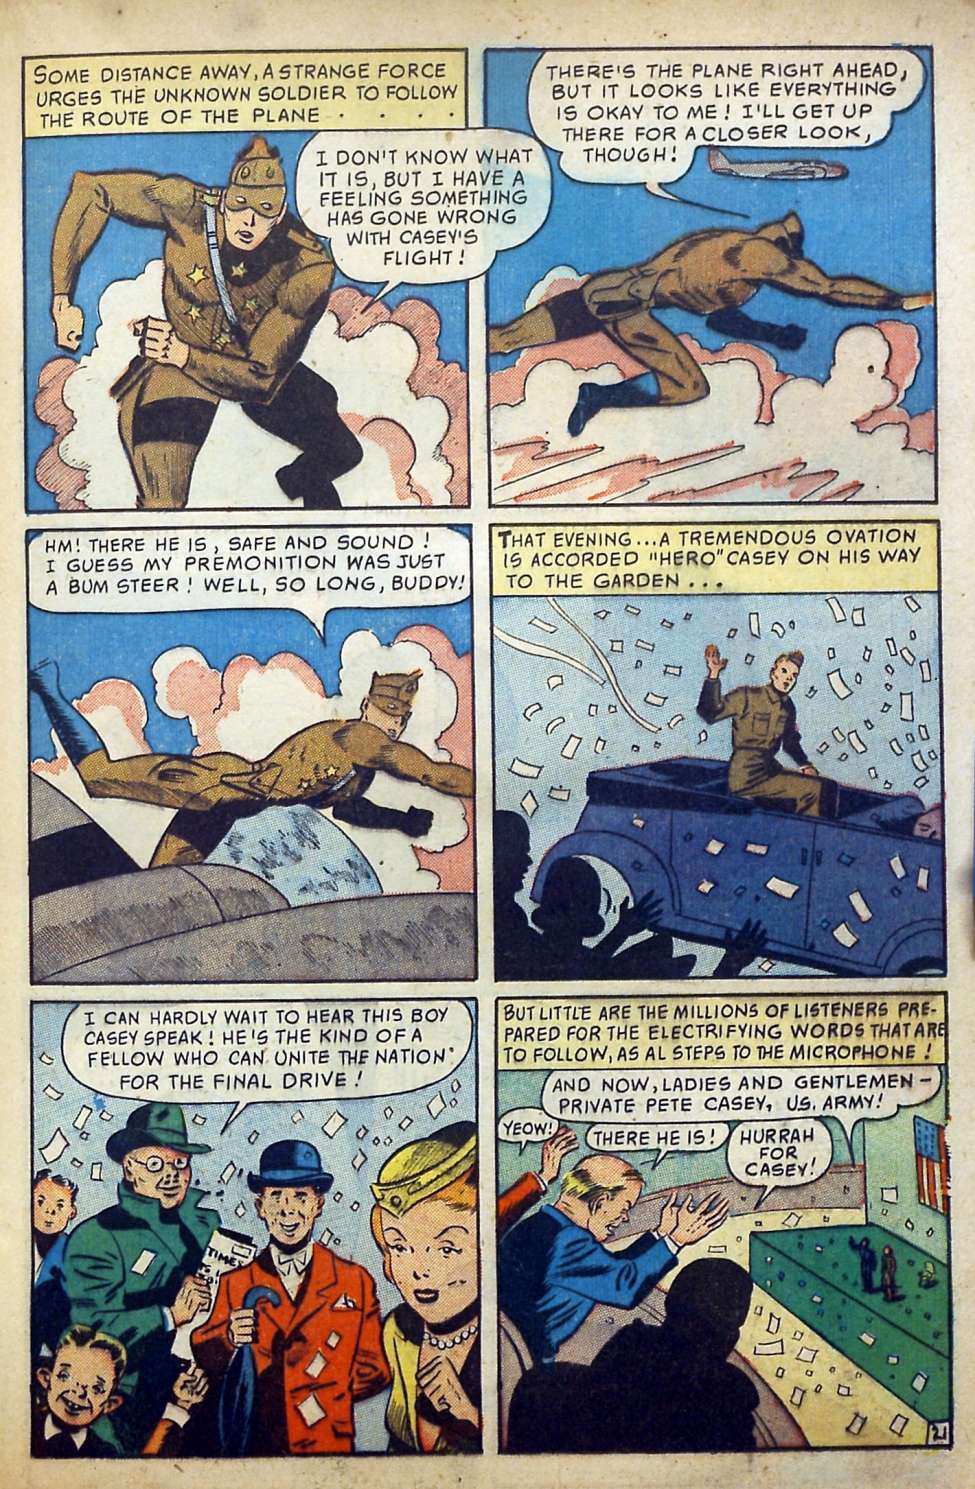 SOME DISTANCE AWAY, A STRANGE FORCE
URGES THE UNKNOWN SOLDIER TO FOLLOW
THE ROUTE OF THE PLANE . . . .
I DON'T KNOW WHAT
IT IS, BUT I HAVE A
FEELING SOMETHING
HAS GONE WRONG
WITH CASEY'S
FLIGHT!
THERE'S THE PLANE RIGHT AHEAD,
BUT IT LOOKS LIKE EVERYTHING
IS OKAY TO ME! I'LL GET UP
THERE FOR A CLOSER LOOK,
THOUGH!
HM! THERE HE IS, SAFE AND SOUND!
I GUESS MY PREMONITION WAS JUST
A BUM STEER! WELL, SO LONG, BUDDY!
THAT EVENING...A TREMENDOUS OVATION
IS ACCORDED "HERO" CASEY ON HIS WAY
TO THE GARDEN...
I CAN HARDLY WAIT TO HEAR THIS BOY
CASEY SPEAK! HE'S THE KIND OF A
FELLOW WHO CAN UNITE THE NATION
FOR THE FINAL DRIVE!
TIMES
BUT LITTLE ARE THE MILLIONS OF LISTENERS PRE-
PARED FOR THE ELECTRIFYING WORDS THAT ARE
TO FOLLOW, AS AL STEPS TO THE MICROPHONE!
AND NOW, LADIES AND GENTLEMEN-
PRIVATE PETE CASEY, U.S. ARMY!
YEOW!
THERE HE IS!
HURRAH
FOR
CASEY!
21